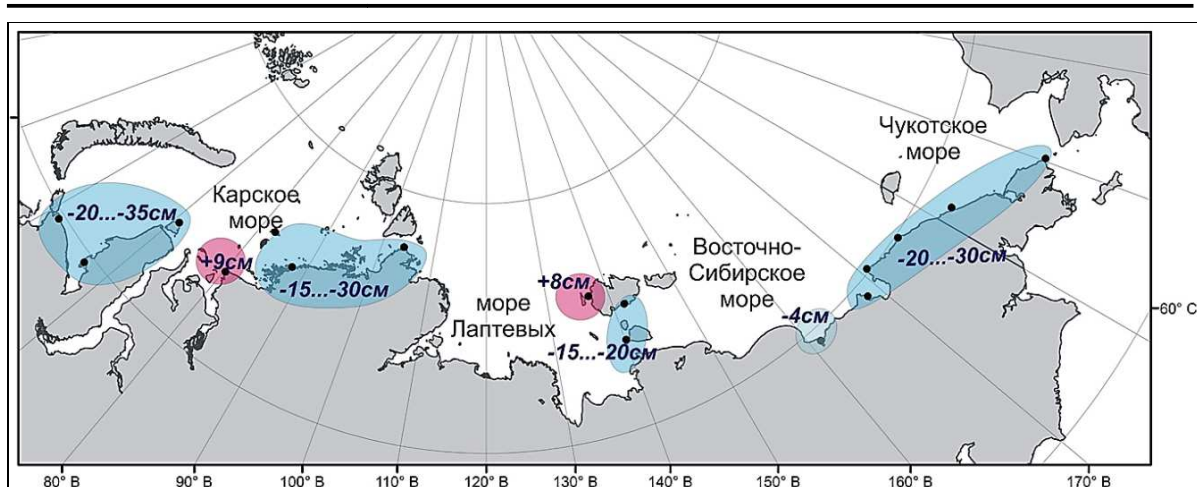 Чукотское
море
Карское
море
-20...-35см
+9см
-15...-30см
Восточно-
Сибирское
море
-20...-30см
+8см
море
Лаптевых
-4см
-15...-20см
60° С
80° В
90° В
100° В
110° В
120° В
130° В
140° В
150° В
160° В
170° В